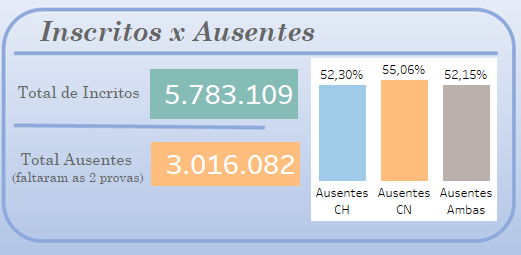 Inscritos x Ausentes
Total de Incritos
5.783.109
Total Ausentes
(faltaram as 2 provas)
3.016.082
52,30%
55,06%
52,15%
Ausentes
CH
Ausentes
CN
Ausentes
Ambas